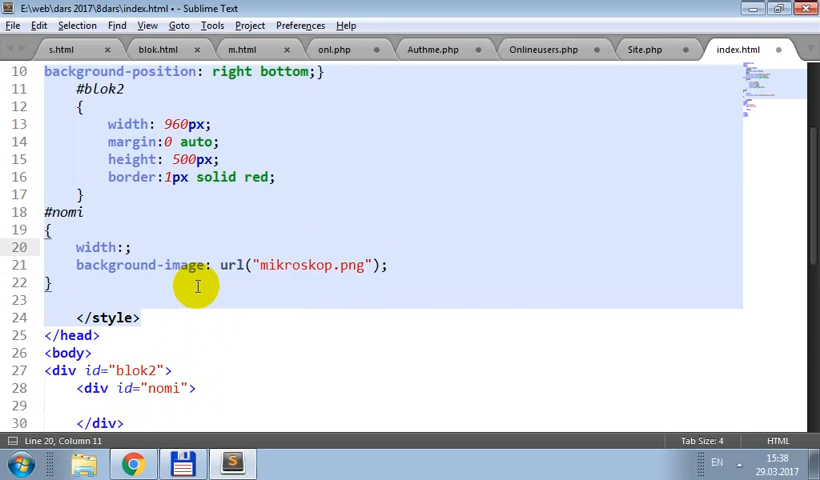 E:\web\dars 2017\8dars\index.html • - Sublime Text
File Edit Selection Find View Goto Tools Project Preferences Help
s.html blok.html m.html onl.php Authme.php Onlineusers.php Site.php index.html
10 background-position: right bottom;}
11 #blok2
12 {
13 width: 960px;
14 margin:0 auto;
15 height: 500px;
16 border:1px solid red;
17 }
18 #nomi
19 {
20 width:;
21 background-image: url("mikroskop.png");
22 }
23
24 </style>
25 </head>
26 <body>
27 <div id="blok2">
28 <div id="nomi">
29
30 </div>
Line 20, Column 11 Tab Size: 4 HTML
EN 15:38
29.03.2017